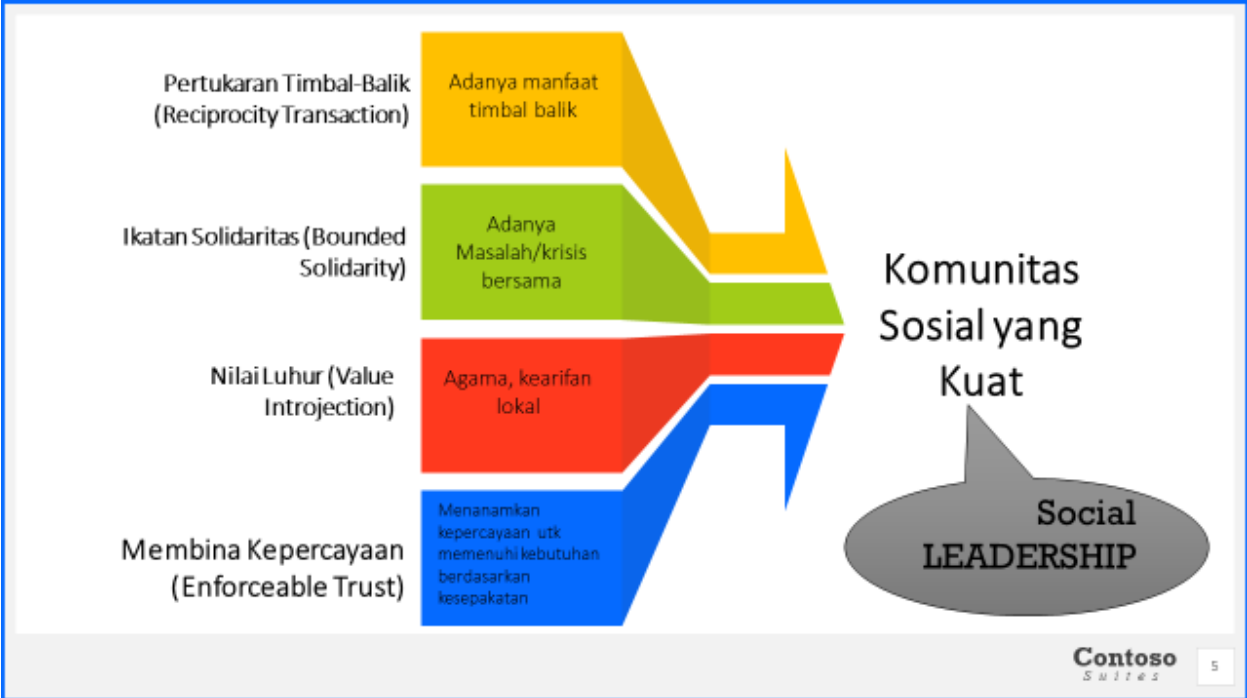 Pertukaran Timbal-Balik
(Reciprocity Transaction)
Adanya manfaat
timbal balik
Ikatan Solidaritas (Bounded
Solidarity)
Adanya
Masalah/krisis
bersama
Nilai Luhur (Value
Introjection)
Agama, kearifan
lokal
Membina Kepercayaan
(Enforceable Trust)
Menanamkan
kepercayaan utk
memenuhi kebutuhan
berdasarkan
kesepakatan
Komunitas
Sosial yang
Kuat
Social
LEADERSHIP
Contoso
Suites
5